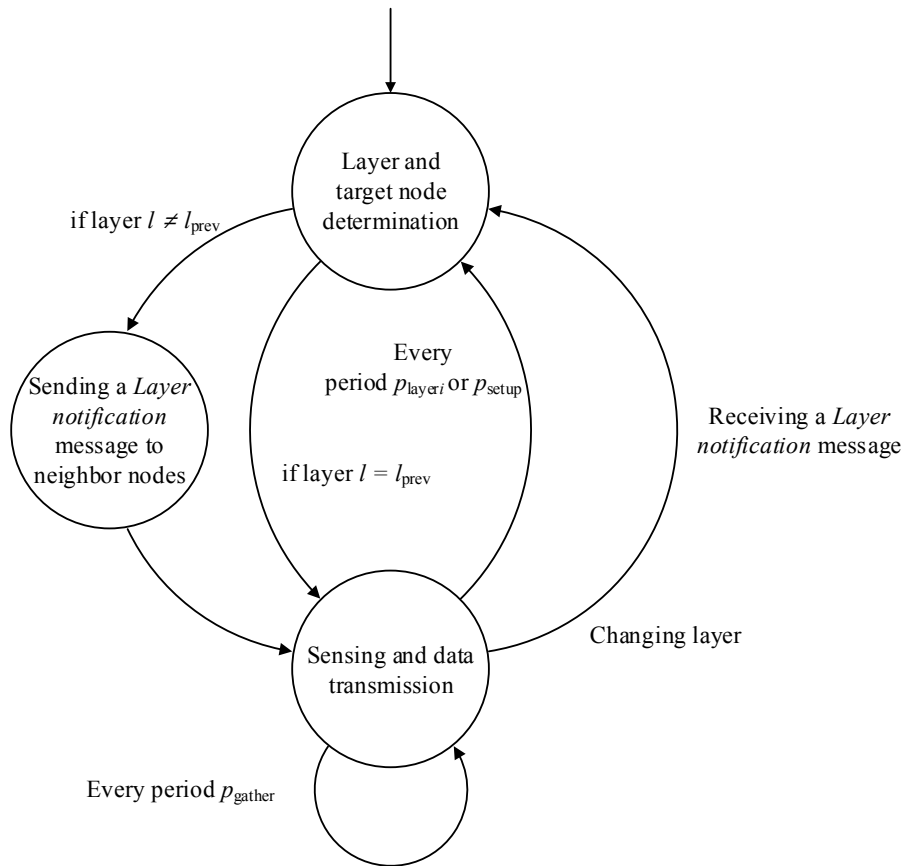 Layer and
target node
determination
if layer l ≠ l_prev
Every
period p_layeri or p_setup
Sending a Layer
notification
message to
neighbor nodes
Receiving a Layer
notification message
if layer l = l_prev
Changing layer
Sensing and data
transmission
Every period p_gather